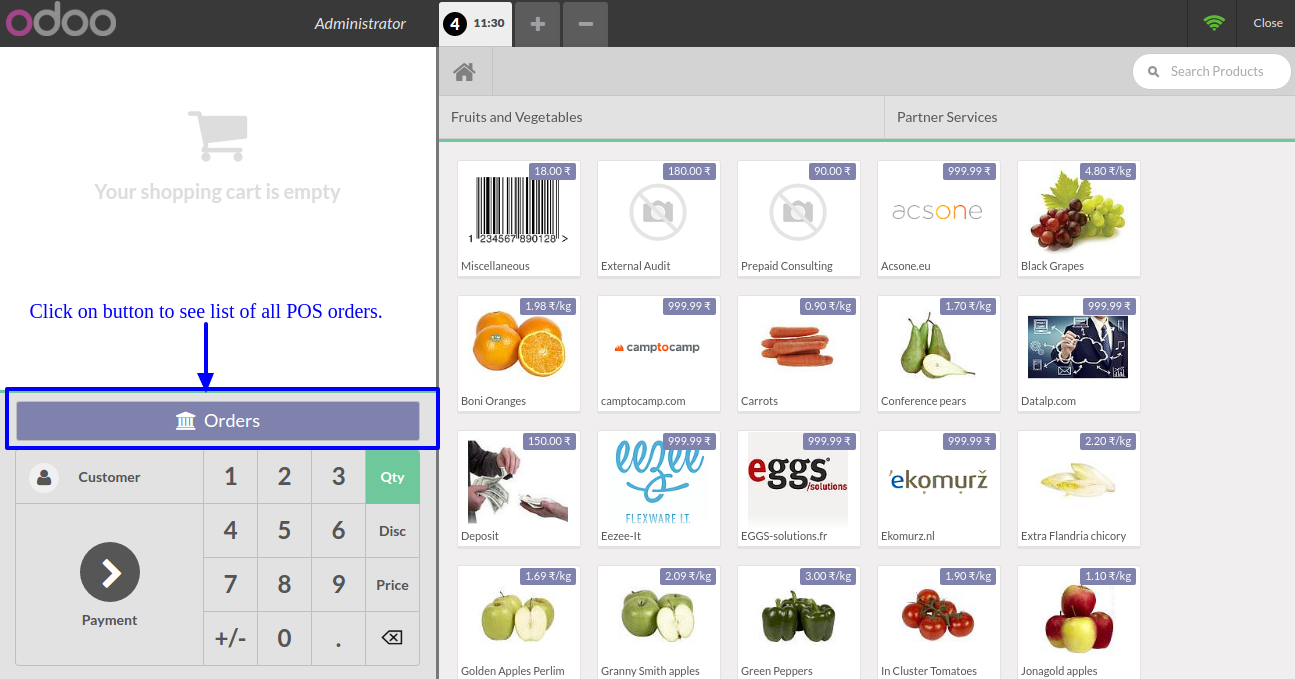 odoo
Administrator
4 11:30
Close
Search Products
Fruits and Vegetables
Partner Services
Your shopping cart is empty
Click on button to see list of all POS orders.
Orders
Customer
1 2 3 Qty
4 5 6 Disc
7 8 9 Price
+/- 0 .
Payment
18.00 ₹
1 234567 890128 >
Miscellaneous
180.00 ₹
External Audit
90.00 ₹
Prepaid Consulting
999.99 ₹
acsone
Acsone.eu
4.80 ₹/kg
Black Grapes
1.98 ₹/kg
Boni Oranges
999.99 ₹
camptocamp
camptocamp.com
0.90 ₹/kg
Carrots
1.70 ₹/kg
Conference pears
999.99 ₹
Datalp.com
150.00 ₹
Deposit
999.99 ₹
eezee
FLEXWARE I.T.
Eezee-It
999.99 ₹
eggs
/solutions
EGGS-solutions.fr
999.99 ₹
'ekomurž
Ekomurz.nl
2.20 ₹/kg
Extra Flandria chicory
1.69 ₹/kg
Golden Apples Perlim
2.09 ₹/kg
Granny Smith apples
3.00 ₹/kg
Green Peppers
1.90 ₹/kg
In Cluster Tomatoes
1.10 ₹/kg
Jonagold apples